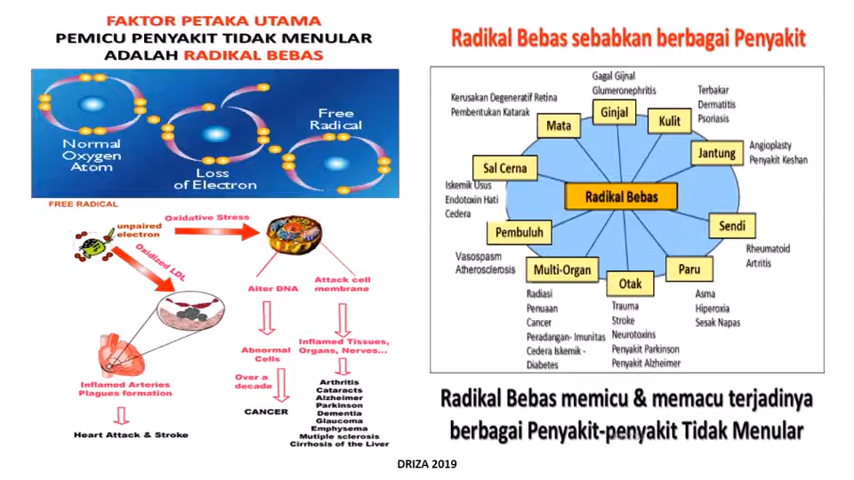 FAKTOR PETAKA UTAMA
PEMICU PENYAKIT TIDAK MENULAR
ADALAH RADIKAL BEBAS
Normal
Oxygen
Atom
Loss
of Electron
Free
Radical
FREE RADICAL
unpaired
electron
Oxidative Stress
Oxidized LDL
Alter DNA
Attack cell
membrane
Abnormal
Cells
Inflamed Tissues,
Organs, Nerves...
Over a
decade
CANCER
Arthritis
Cataracts
Alzheimer
Parkinson
Dementia
Glaucoma
Emphysema
Mutiple sclerosis
Cirrhosis of the Liver
Inflamed Arteries
Plagues formation
Heart Attack & Stroke
Radikal Bebas sebabkan berbagai Penyakit
Gagal Gijnal
Glumeronephritis
Kerusakan Degeneratif Retina
Pembentukan Katarak
Terbakar
Dermatitis
Psoriasis
Mata
Ginjal
Kulit
Jantung
Angioplasty
Penyakit Keshan
Sal Cerna
Iskemik Usus
Endotoxin Hati
Cedera
Radikal Bebas
Pembuluh
Vasospasm
Atherosclerosis
Sendi
Rheumatoid
Artritis
Multi-Organ
Radiasi
Penuaan
Cancer
Peradangan- Imunitas
Cedera Iskemik -
Diabetes
Otak
Trauma
Stroke
Neurotoxins
Penyakit Parkinson
Penyakit Alzheimer
Paru
Asma
Hiperoxia
Sesak Napas
Radikal Bebas memicu & memacu terjadinya
berbagai Penyakit-penyakit Tidak Menular
DRIZA 2019